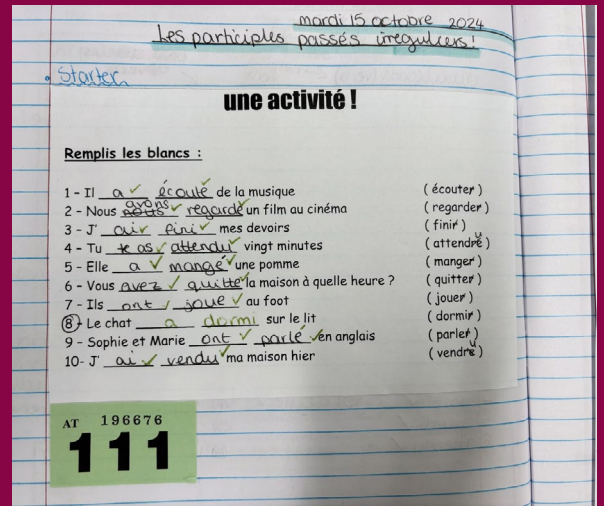 mardi 15 octobre 2024
Les participles passés irreguliers!
Starter
une activité !
Remplis les blancs :
1 - Il a écouté de la musique (écouter)
2 - Nous avons regardé un film au cinéma (regarder)
3 - J' ai fini mes devoirs (finir)
4 - Tu as attendu vingt minutes (attendre)
5 - Elle a mangé une pomme (manger)
6 - Vous avez quitté la maison à quelle heure ? (quitter)
7 - Ils ont joue au foot (jouer)
8 - Le chat a dormi sur le lit (dormir)
9 - Sophie et Marie ont parlé en anglais (parler)
10- J' ai vendu ma maison hier (vendre)
AT 196676
111